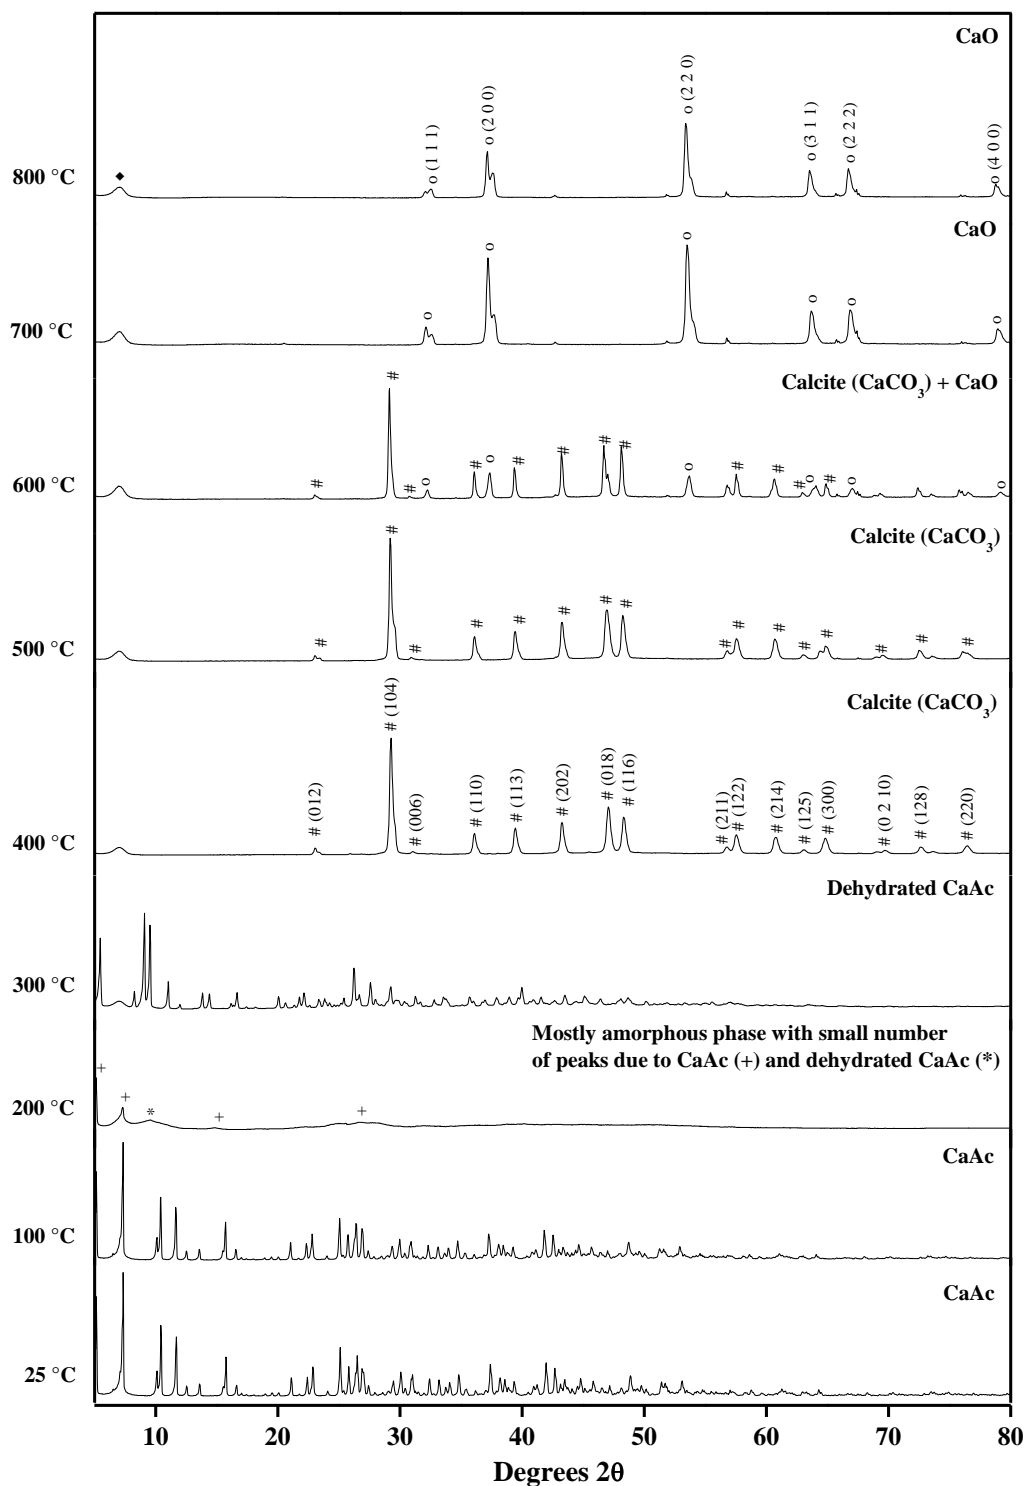 CaO
o (1 1 1)
o (2 0 0)
o (2 2 0)
o (3 1 1)
o (2 2 2)
o (4 0 0)
◆
800 °C
CaO
o
o
o
o
o
o
700 °C
Calcite (CaCO₃) + CaO
# # # o # o # # # # o # # # o # o o
600 °C
Calcite (CaCO₃)
# # # # # # # # # # # # # # # #
500 °C
Calcite (CaCO₃)
# (012)
# (104)
# (006)
# (110)
# (113)
# (202)
# (018)
# (116)
# (211)
# (122)
# (214)
# (125)
# (300)
# (0 2 10)
# (128)
# (220)
400 °C
Dehydrated CaAc
300 °C
Mostly amorphous phase with small number
of peaks due to CaAc (+) and dehydrated CaAc (*)
+ + * + +
200 °C
CaAc
100 °C
CaAc
25 °C
10 20 30 40 50 60 70 80
Degrees 2θ